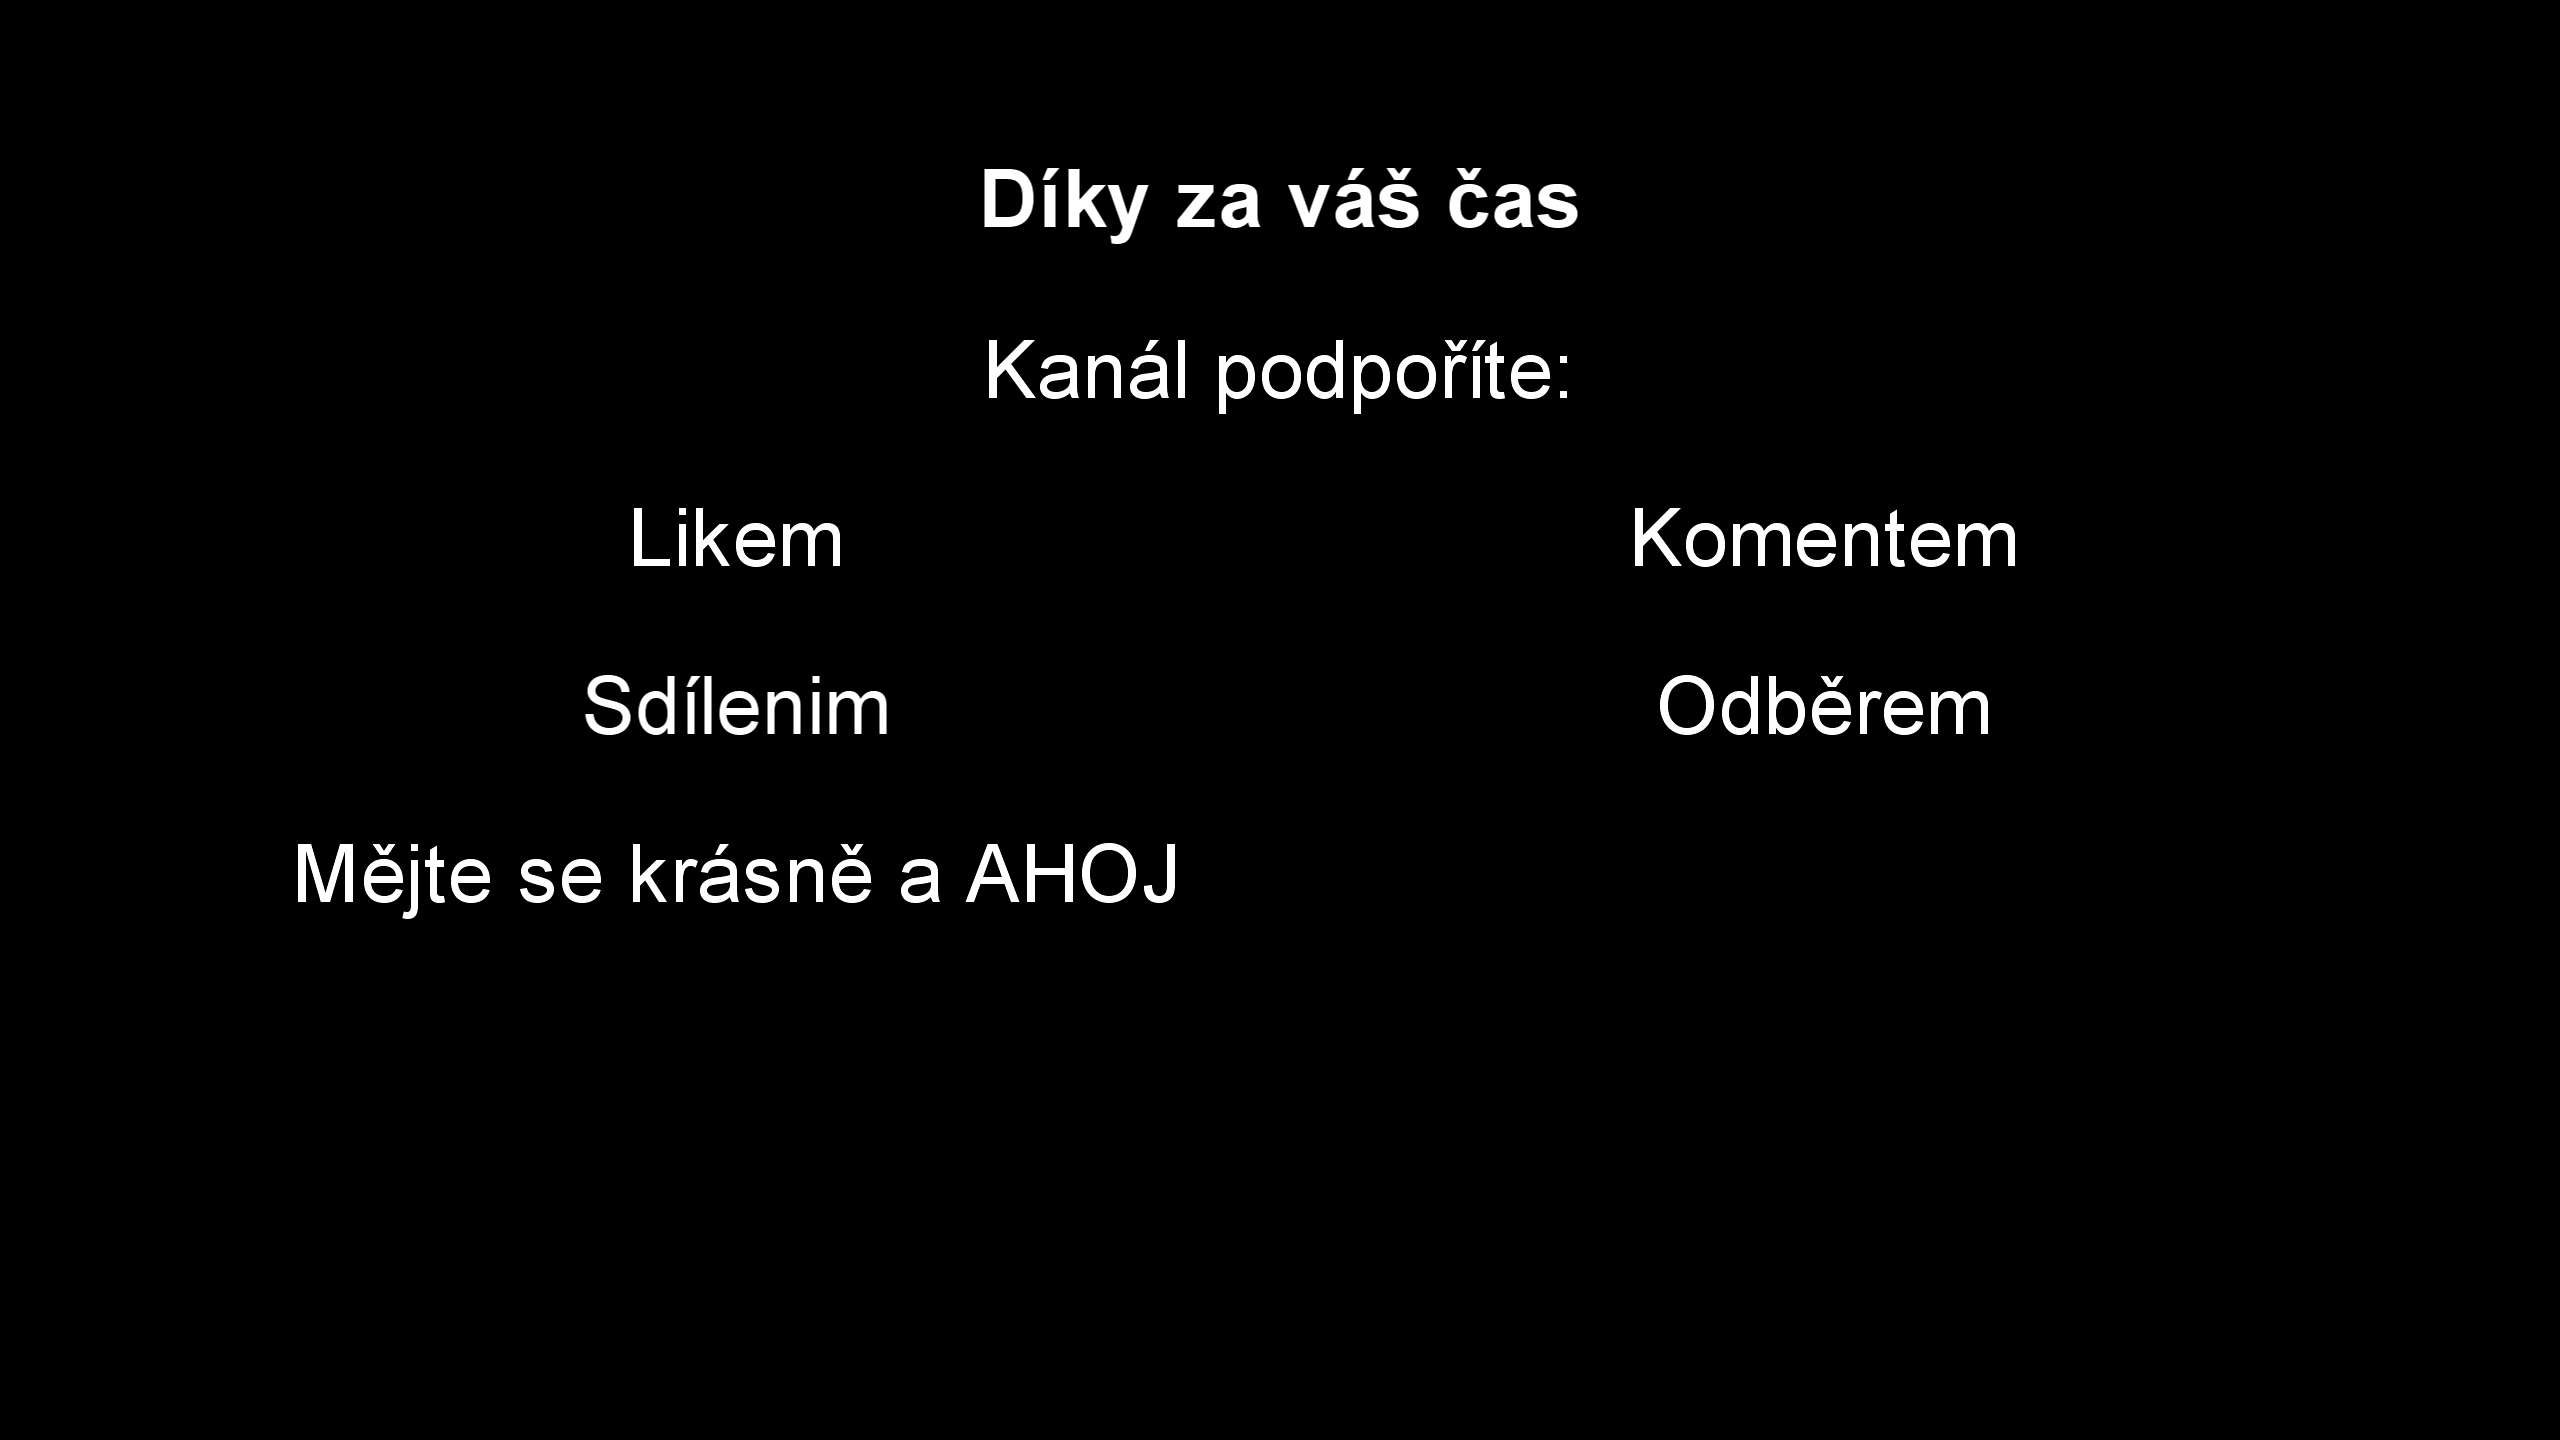 Díky za váš čas
Kanál podpoříte:
Likem Komentem
Sdílenim Odběrem
Mějte se krásně a AHOJ